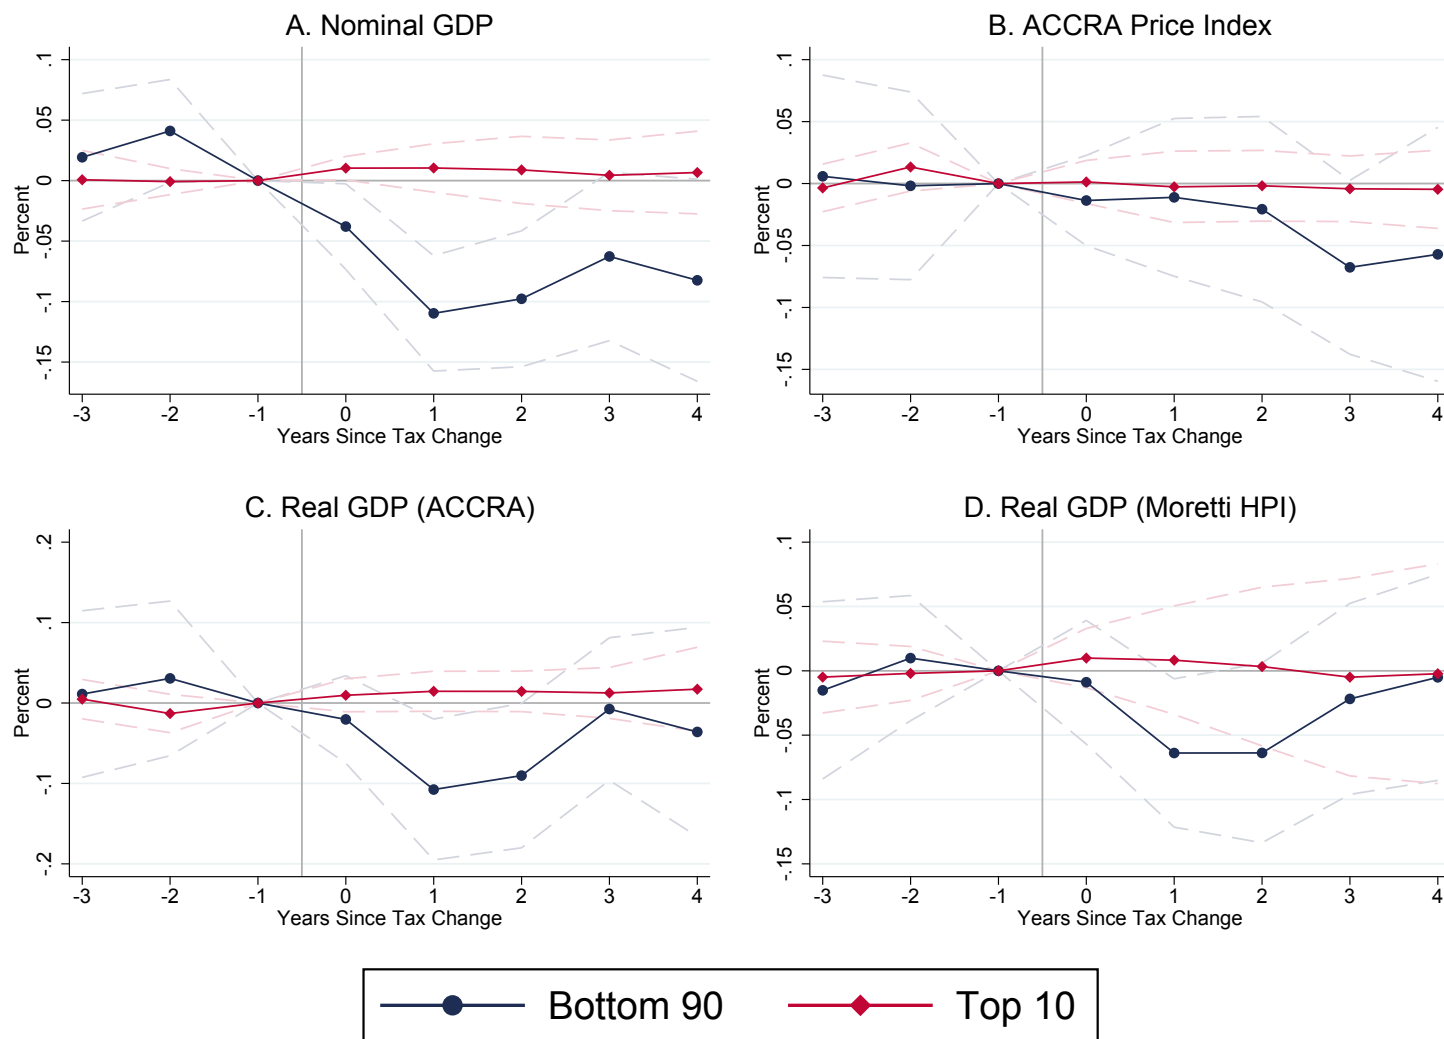 A. Nominal GDP
Percent
.1
.05
0
-.05
-.1
-.15
-3 -2 -1 0 1 2 3 4
Years Since Tax Change
B. ACCRA Price Index
Percent
.1
.05
0
-.05
-.1
-.15
-3 -2 -1 0 1 2 3 4
Years Since Tax Change
C. Real GDP (ACCRA)
Percent
.2
.1
0
-.1
-.2
-3 -2 -1 0 1 2 3 4
Years Since Tax Change
D. Real GDP (Moretti HPI)
Percent
.1
.05
0
-.05
-.1
-.15
-3 -2 -1 0 1 2 3 4
Years Since Tax Change
Bottom 90 Top 10